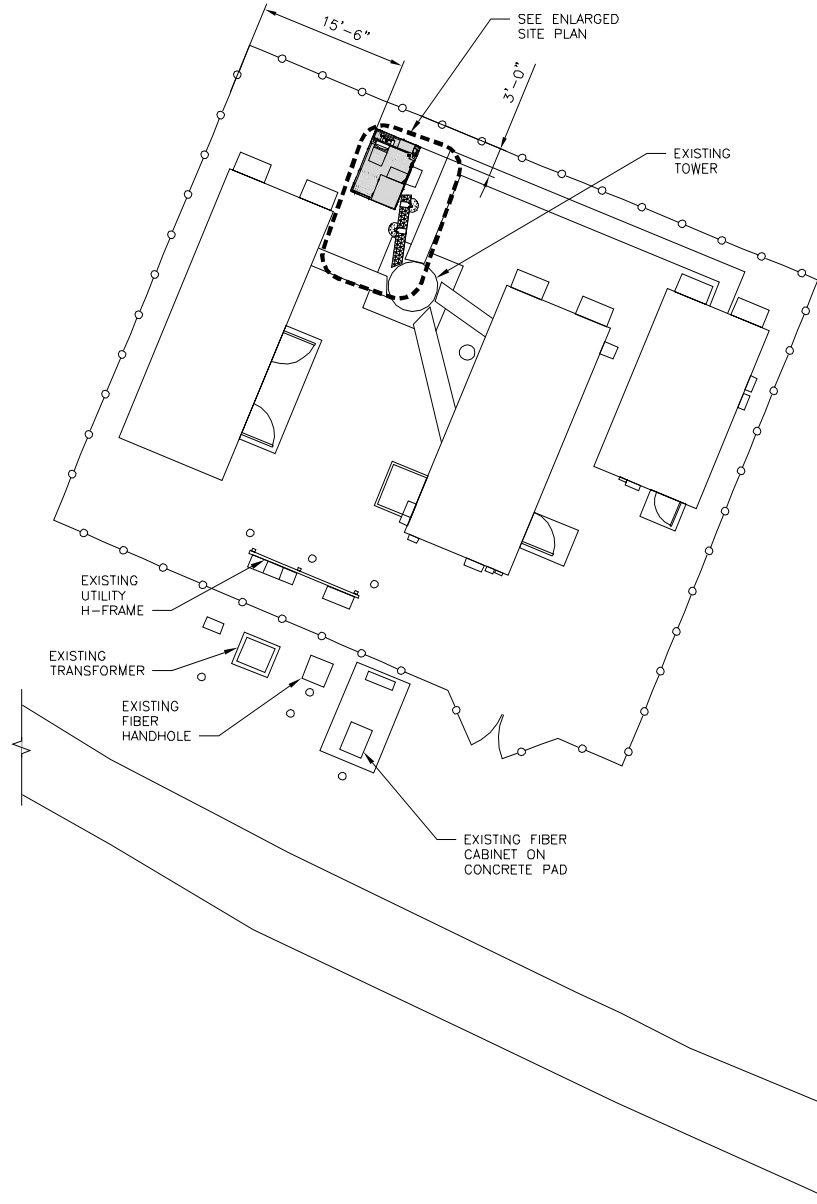 15'-6"
SEE ENLARGED
SITE PLAN
3'-0"
EXISTING
TOWER
EXISTING
UTILITY
H-FRAME
EXISTING
TRANSFORMER
EXISTING
FIBER
HANDHOLE
EXISTING FIBER
CABINET ON
CONCRETE PAD